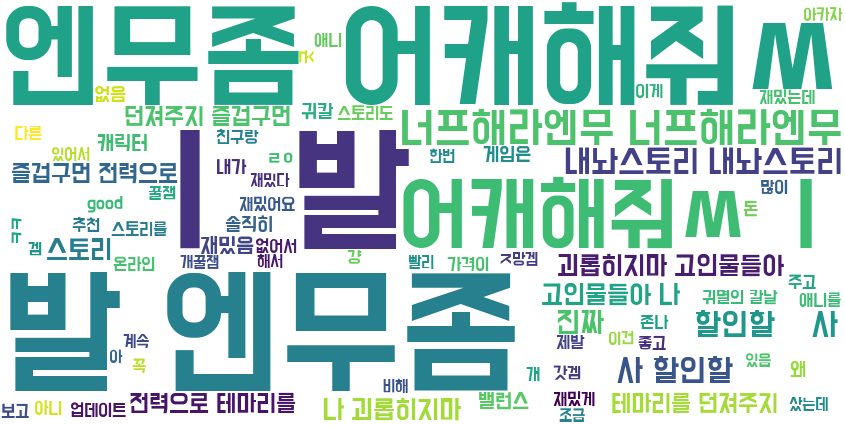 엔무좀 어캐해줘ㅆ
애니
ㅈㅈ
아카자
없음
이게
재밌는데
던져주지 즐겁구먼
귀칼
스토리도
너프해라엔무 너프해라엔무
다른
캐릭터
친구랑
있어서
ㄹㅇ
한번
게임은
내놔스토리 내놔스토리
즐겁구먼 전력으로
내가
ㅣ발
재밌다
꿀잼
많이
어캐해줘ㅆㅣ
good
재밌어요
돈
ㅋㅋ
추천
스토리를
솔직히
겜
스토리
재밌음
없어서
온라인
개꿀잼
해서
걍
빨리
가격이
ㅈ망겜
괴롭히지마 고인물들아
발 엔무좀
고인물들아 나
귀멸의 칼날
주고
애니를
진짜
존나
할인할
사
계속
아
제발
이건
좋고
꼭
사 할인할
있음
왜
걔
갓겜
비해
보고
아니
업데이트
전력으로 테마리를
나 괴롭히지마
밸런스
재밌게
조금
테마리를 던져주지
샀는데